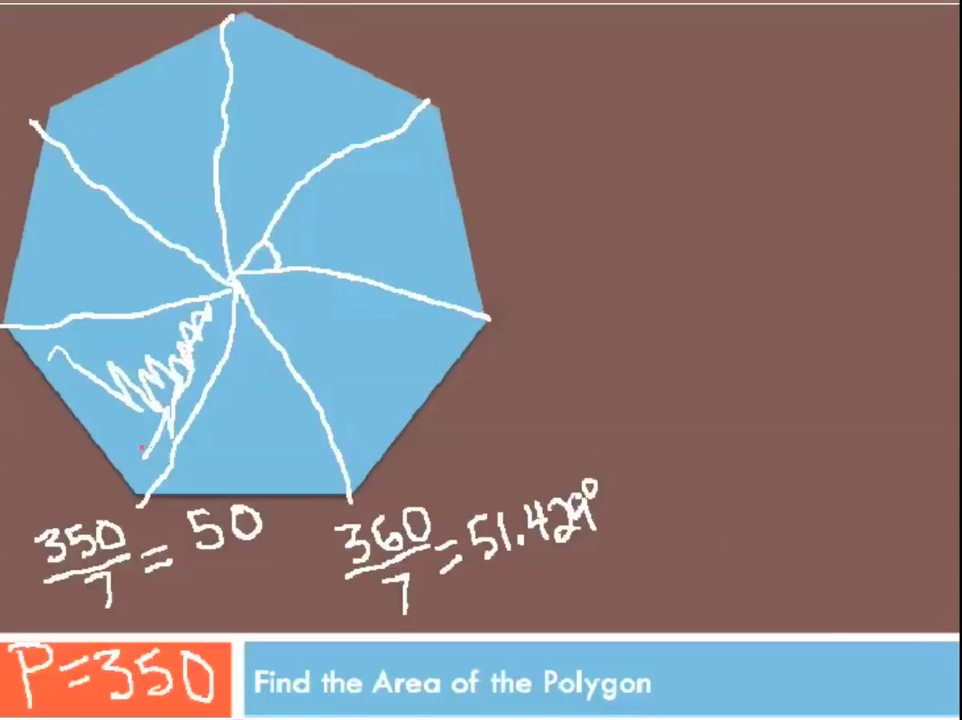 350/7 = 50
360/7 = 51.429°
P=350
Find the Area of the Polygon